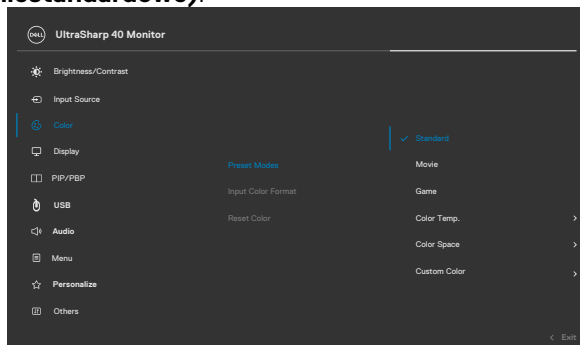 DELL UltraSharp 40 Monitor
Brightness/Contrast
Input Source
Color
Display
PIP/PBP
USB
Audio
Menu
Personalize
Others
Preset Modes
Input Color Format
Reset Color
Standard
Movie
Game
Color Temp.
Color Space
Custom Color
Exit